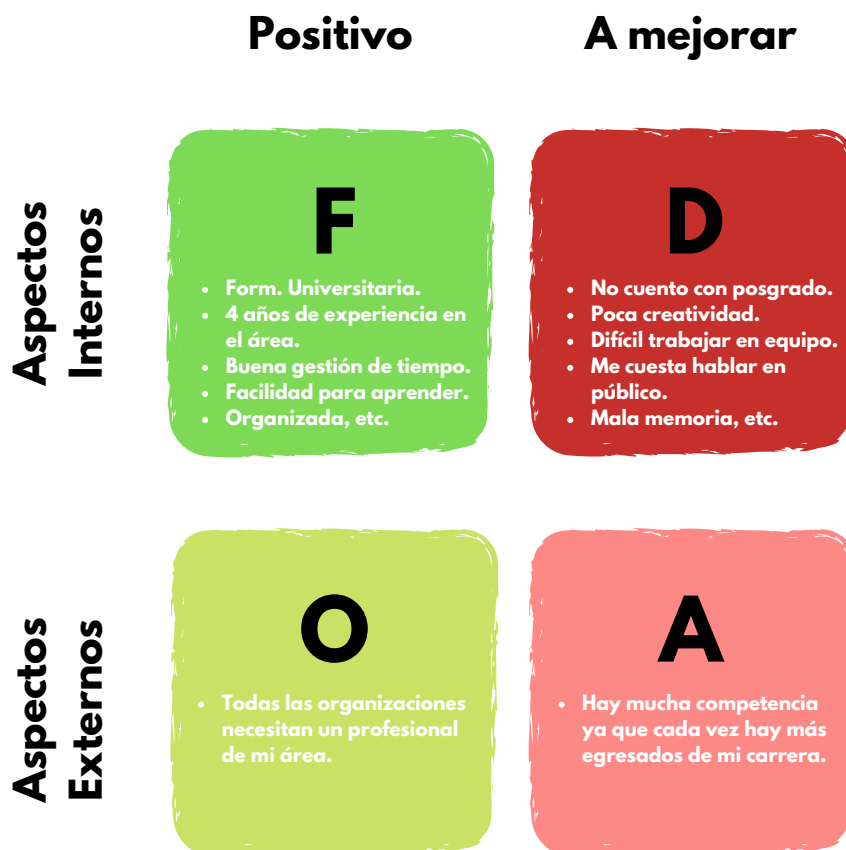 Positivo
A mejorar
Aspectos
Internos
F
• Form. Universitaria.
• 4 años de experiencia en
el área.
• Buena gestión de tiempo.
• Facilidad para aprender.
• Organizada, etc.
D
• No cuento con posgrado.
• Poca creatividad.
• Difícil trabajar en equipo.
• Me cuesta hablar en
público.
• Mala memoria, etc.
Aspectos
Externos
O
• Todas las organizaciones
necesitan un profesional
de mi área.
A
• Hay mucha competencia
ya que cada vez hay más
egresados de mi carrera.